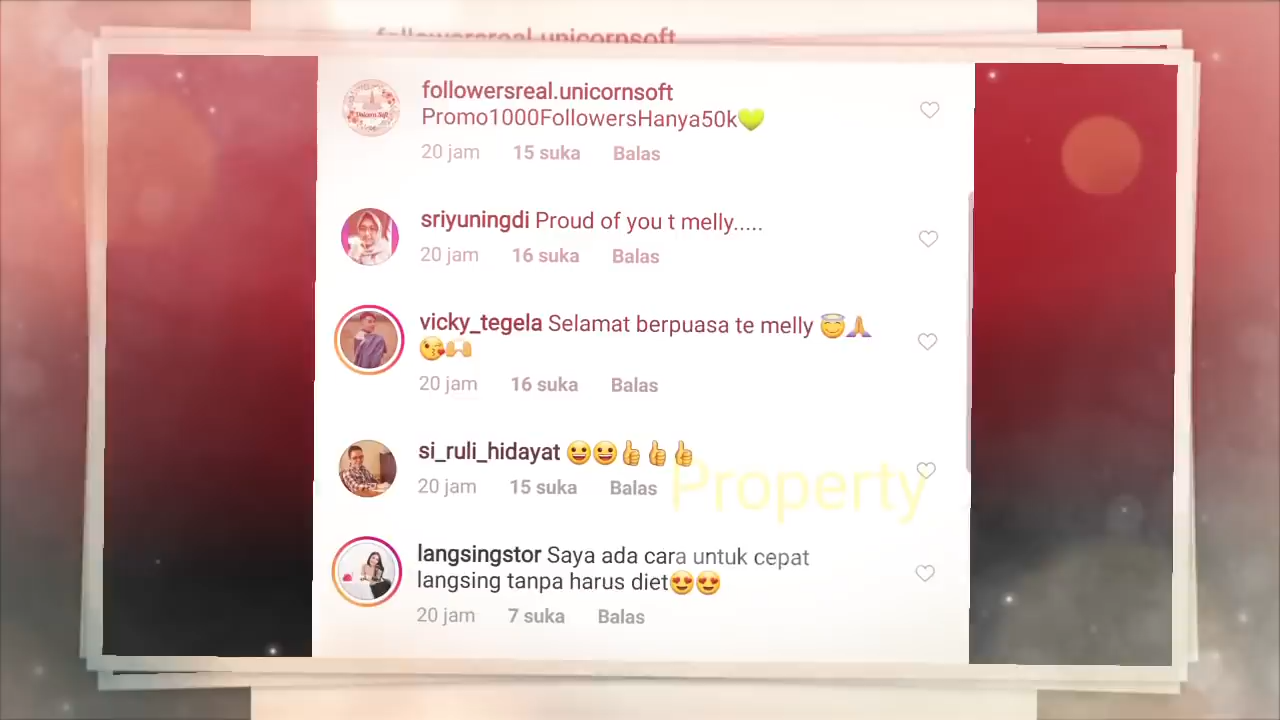 followersreal.unicornsoft
followersreal.unicornsoft
Promo1000FollowersHanya50k💚
20 jam 15 suka Balas
sriyuningdi Proud of you t melly.....
20 jam 16 suka Balas
vicky_tegela Selamat berpuasa te melly 😇🙏
😘🙌
20 jam 16 suka Balas
si_ruli_hidayat 😀😀👍👍👍
20 jam 15 suka Balas
Property
langsingstor Saya ada cara untuk cepat
langsing tanpa harus diet😍😍
20 jam 7 suka Balas